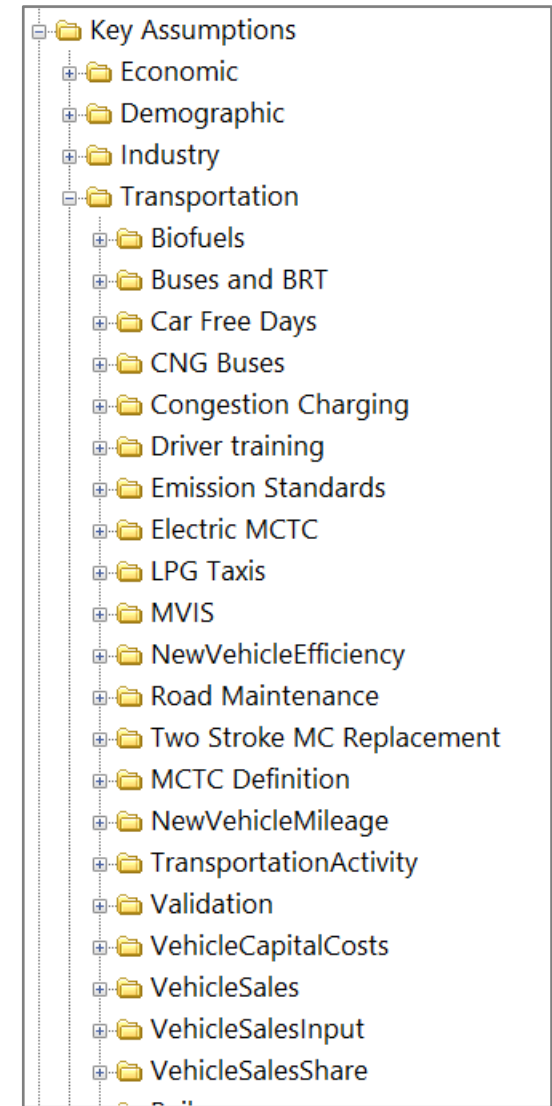 Key Assumptions
Economic
Demographic
Industry
Transportation
Biofuels
Buses and BRT
Car Free Days
CNG Buses
Congestion Charging
Driver training
Emission Standards
Electric MCTC
LPG Taxis
MVIS
NewVehicleEfficiency
Road Maintenance
Two Stroke MC Replacement
MCTC Definition
NewVehicleMileage
TransportationActivity
Validation
VehicleCapitalCosts
VehicleSales
VehicleSalesInput
VehicleSalesShare